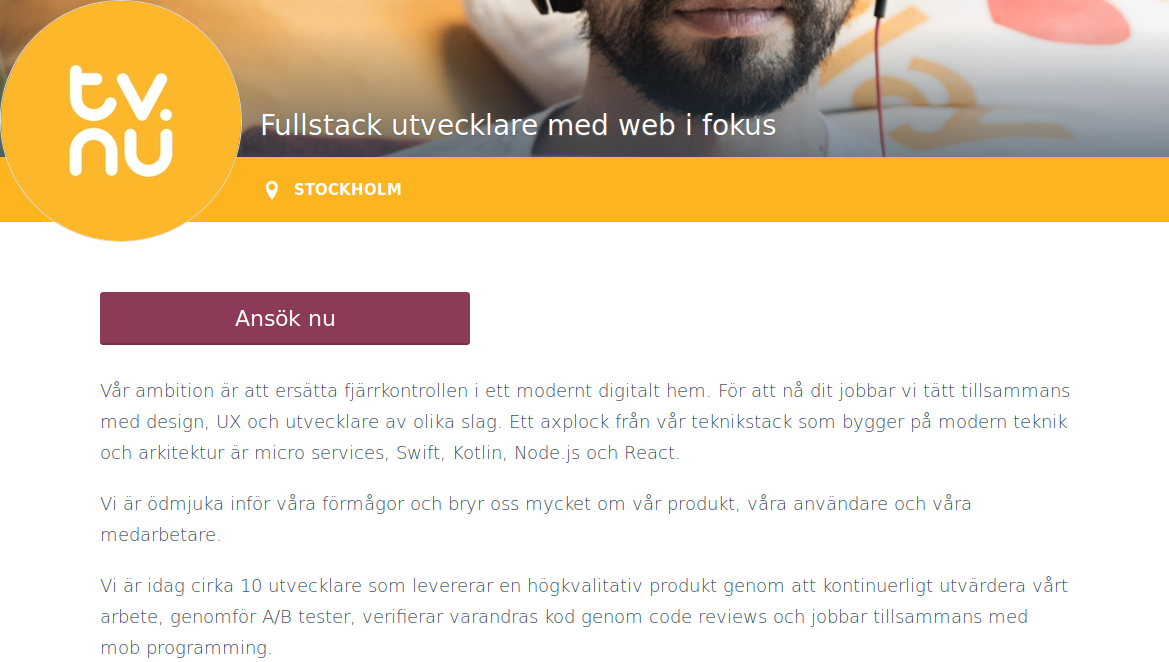 tv.
nu
Fullstack utvecklare med web i fokus
STOCKHOLM
Ansök nu
Vår ambition är att ersätta fjärrkontrollen i ett modernt digitalt hem. För att nå dit jobbar vi tätt tillsammans
med design, UX och utvecklare av olika slag. Ett axplock från vår teknikstack som bygger på modern teknik
och arkitektur är micro services, Swift, Kotlin, Node.js och React.
Vi är ödmjuka inför våra förmågor och bryr oss mycket om vår produkt, våra användare och våra
medarbetare.
Vi är idag cirka 10 utvecklare som levererar en högkvalitativ produkt genom att kontinuerligt utvärdera vårt
arbete, genomför A/B tester, verifierar varandras kod genom code reviews och jobbar tillsammans med
mob programming.